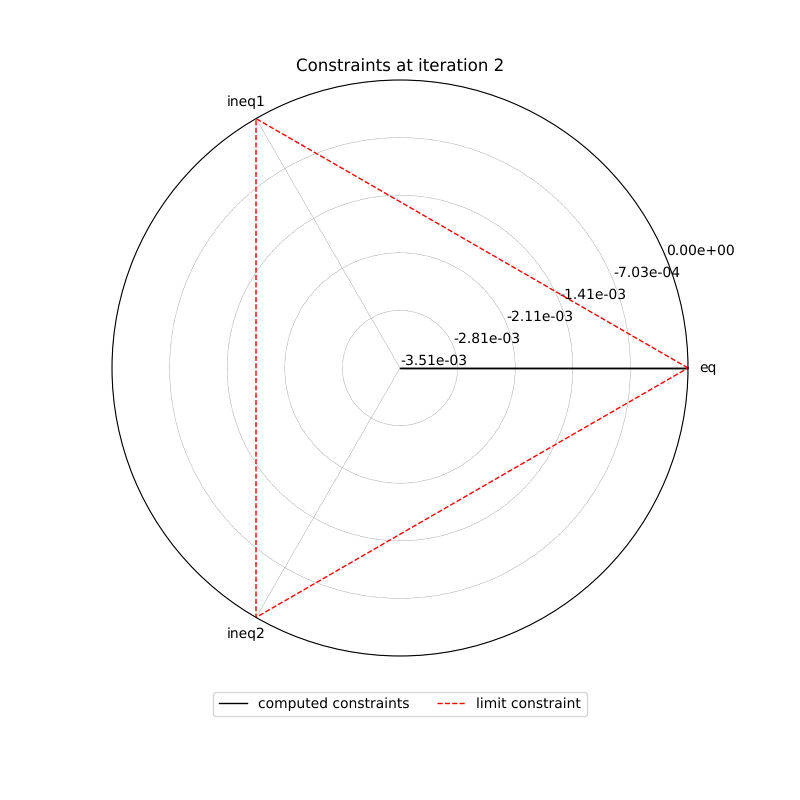 Constraints at iteration 2
ineq1
0.00e+00
-7.03e-04
-1.41e-03
-2.11e-03
-2.81e-03
-3.51e-03
eq
ineq2
computed constraints
limit constraint